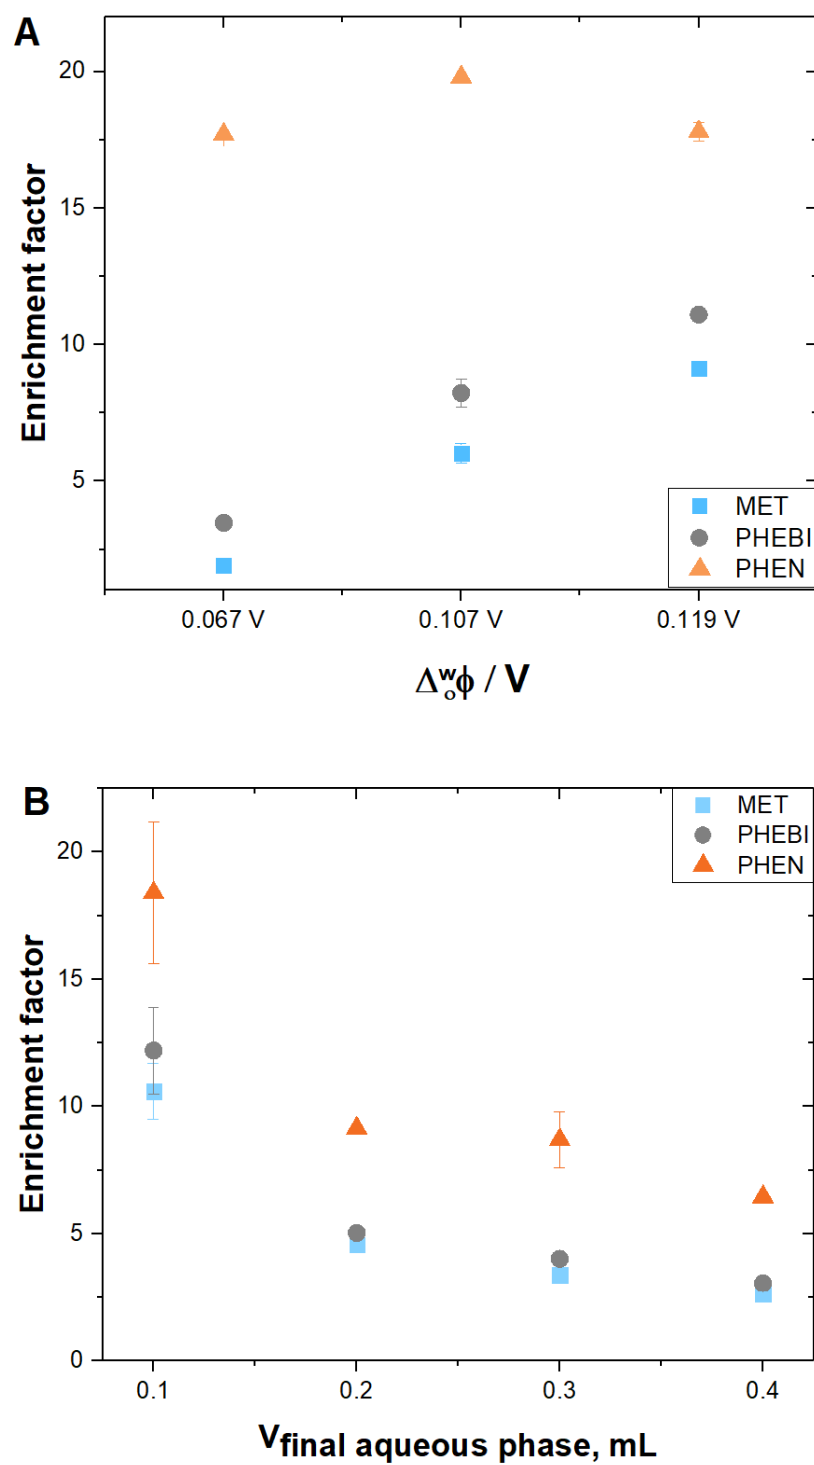 A
Enrichment factor
20
15
10
5
MET
PHEBI
PHEN
0.067 V
0.107 V
0.119 V
Δwoϕ / V
B
Enrichment factor
20
15
10
5
0
MET
PHEBI
PHEN
0.1
0.2
0.3
0.4
Vfinal aqueous phase, mL